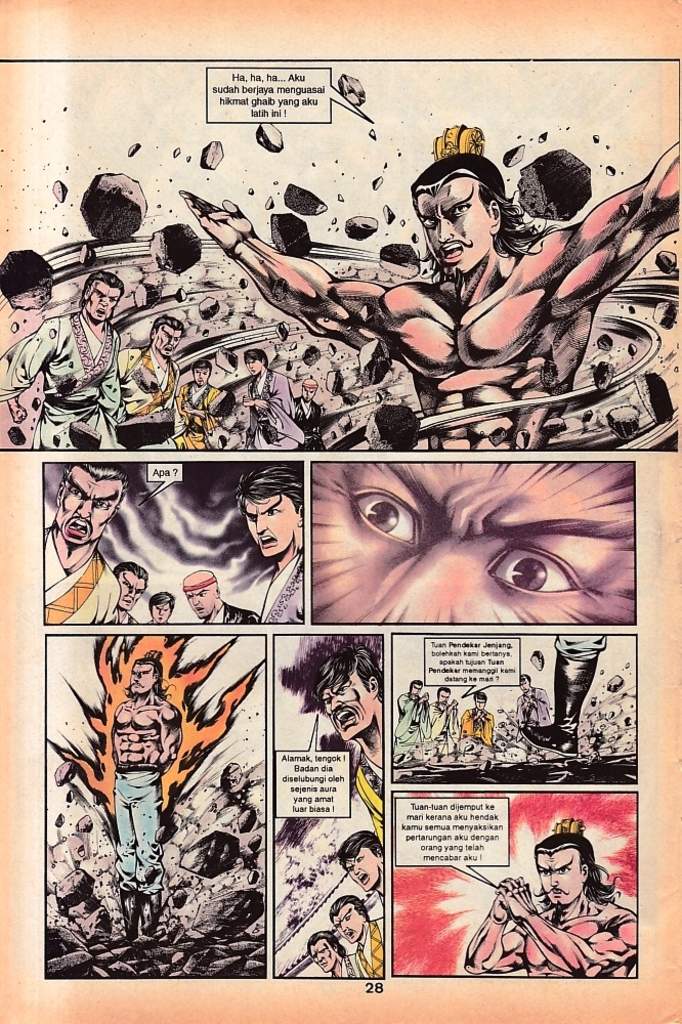 Ha, ha, ha... Aku
sudah berjaya menguasai
hikmat ghaib yang aku
latih ini !
Apa ?
Alamak, tengok !
Badan dia
diselubungi oleh
sejenis aura
yang amat
luar biasa !
Tuan Pendekar Jenjang,
bolehkah kami bertanya,
apakah tujuan Tuan
Pendekar memanggil kami
datang ke mari ?
Tuan-tuan dijemput ke
mari kerana aku hendak
kamu semua menyaksikan
pertarungan aku dengan
orang yang telah
mencabar aku !
28